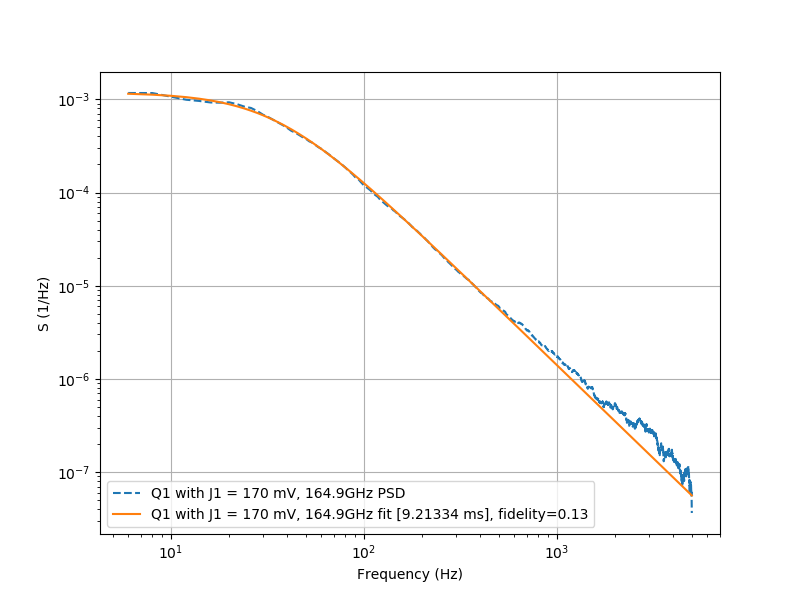 10⁻³
10⁻⁴
10⁻⁵
10⁻⁶
10⁻⁷
S (1/Hz)
Q1 with J1 = 170 mV, 164.9GHz PSD
Q1 with J1 = 170 mV, 164.9GHz fit [9.21334 ms], fidelity=0.13
10¹ 10² 10³
Frequency (Hz)